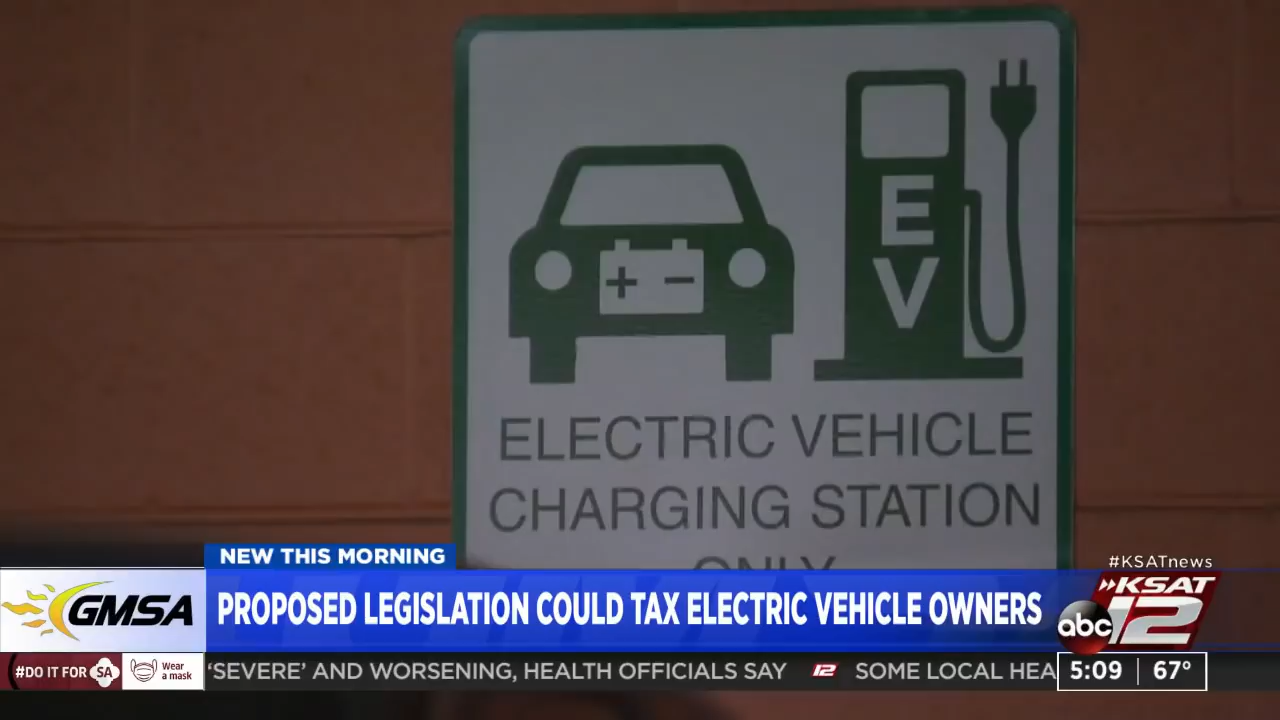 EV
+ -
ELECTRIC VEHICLE
CHARGING STATION
ONLY
NEW THIS MORNING
#KSATnews
GMSA
PROPOSED LEGISLATION COULD TAX ELECTRIC VEHICLE OWNERS
KSAT
abc 12
#DO IT FOR SA
Wear
a mask
'SEVERE' AND WORSENING, HEALTH OFFICIALS SAY 12 SOME LOCAL HEA
5:09 67°